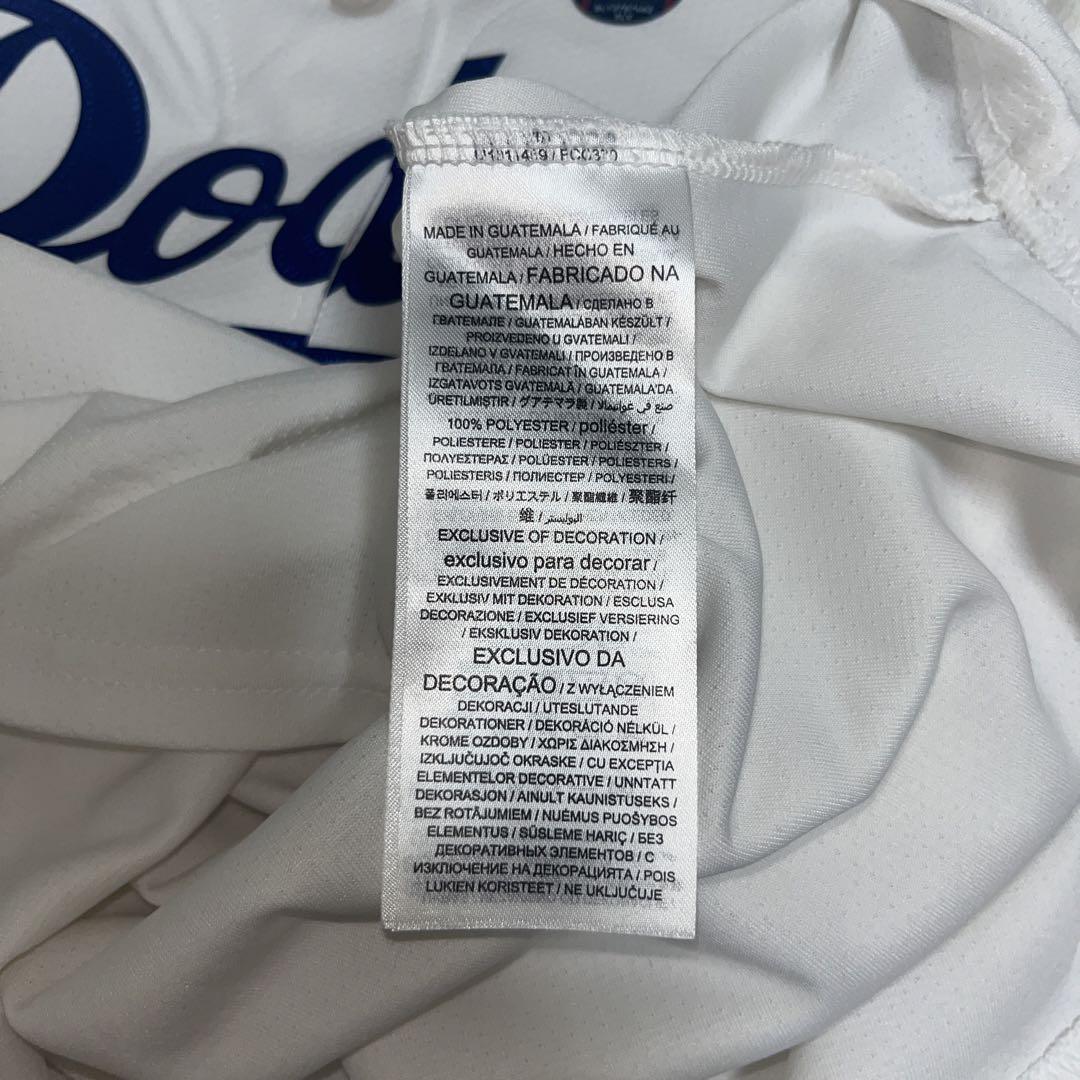 Dod
MADE IN GUATEMALA / FABRIQUÉ AU
GUATEMALA / HECHO EN
GUATEMALA / FABRICADO NA
GUATEMALA / СДЕЛАНО В
ГВАТЕМАЛЕ / GUATEMALÁBAN KÉSZÜLT /
PROIZVEDENO U GVATEMALI /
IZDELANO V GVATEMALI / ПРОИЗВЕДЕНО В
ГВАТЕМАЛА / FABRICAT ÎN GUATEMALA /
IZGATAVOTS GVATEMALĀ / GUATEMALA'DA
ÜRETILMIŞTIR / グアテマラ製 / صنع في غواتيمالا
100% POLYESTER / poliéster /
POLIESTERE / POLIESTER / POLIÉSZTER /
ΠΟΛΥΕΣΤΕΡΑΣ / POLÜESTER / POLIESTERS /
POLIESTERIS / ПОЛИЕСТЕР / POLYESTERI /
폴리에스터 / ポリエステル / 聚酯纖維 / 聚酯纤
维 / البوليستر
EXCLUSIVE OF DECORATION /
exclusivo para decorar /
EXCLUSIVEMENT DE DÉCORATION /
EXKLUSIV MIT DEKORATION / ESCLUSA
DECORAZIONE / EXCLUSIEF VERSIERING
/ EKSKLUSIV DEKORATION /
EXCLUSIVO DA
DECORAÇÃO / Z WYŁĄCZENIEM
DEKORACJI / UTESLUTANDE
DEKORATIONER / DEKORÁCIÓ NÉLKÜL /
KROME OZDOBY / ΧΩΡΙΣ ΔΙΑΚΟΣΜΗΣΗ /
IZKLJUČUJOČ OKRASKE / CU EXCEPŢIA
ELEMENTELOR DECORATIVE / UNNTATT
DEKORASJON / AINULT KAUNISTUSEKS /
BEZ ROTĀJUMIEM / NUĖMUS PUOŠYBOS
ELEMENTUS / SÜSLEME HARIÇ / БЕЗ
ДЕКОРАТИВНЫХ ЭЛЕМЕНТОВ / С
ИЗКЛЮЧЕНИЕ НА ДЕКОРАЦИЯТА / POIS
LUKIEN KORISTEET / NE UKLJUČUJE